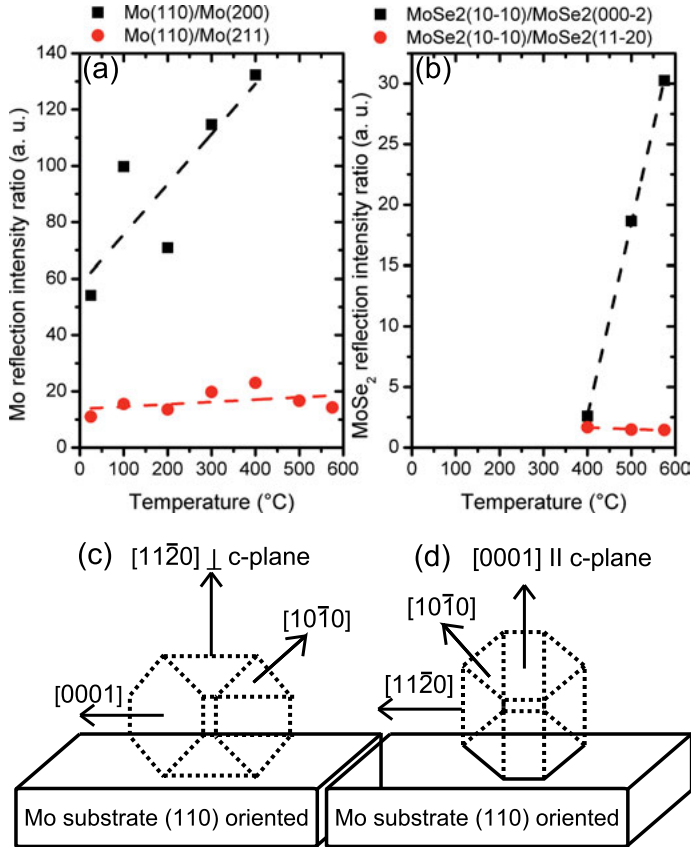 Mo(110)/Mo(200)
Mo(110)/Mo(211)
MoSe2(10-10)/MoSe2(000-2)
MoSe2(10-10)/MoSe2(11-20)
(a)
Mo reflection intensity ratio (a. u.)
140
120
100
80
60
40
20
0
0 100 200 300 400 500 600
Temperature (°C)
(b)
MoSe₂ reflection intensity ratio (a. u.)
30
25
20
15
10
5
0
0 100 200 300 400 500 600
Temperature (°C)
(c)
[112̅0] ⊥ c-plane
[101̅0]
[0001]
Mo substrate (110) oriented
(d)
[0001] II c-plane
[101̅0]
[112̅0]
Mo substrate (110) oriented